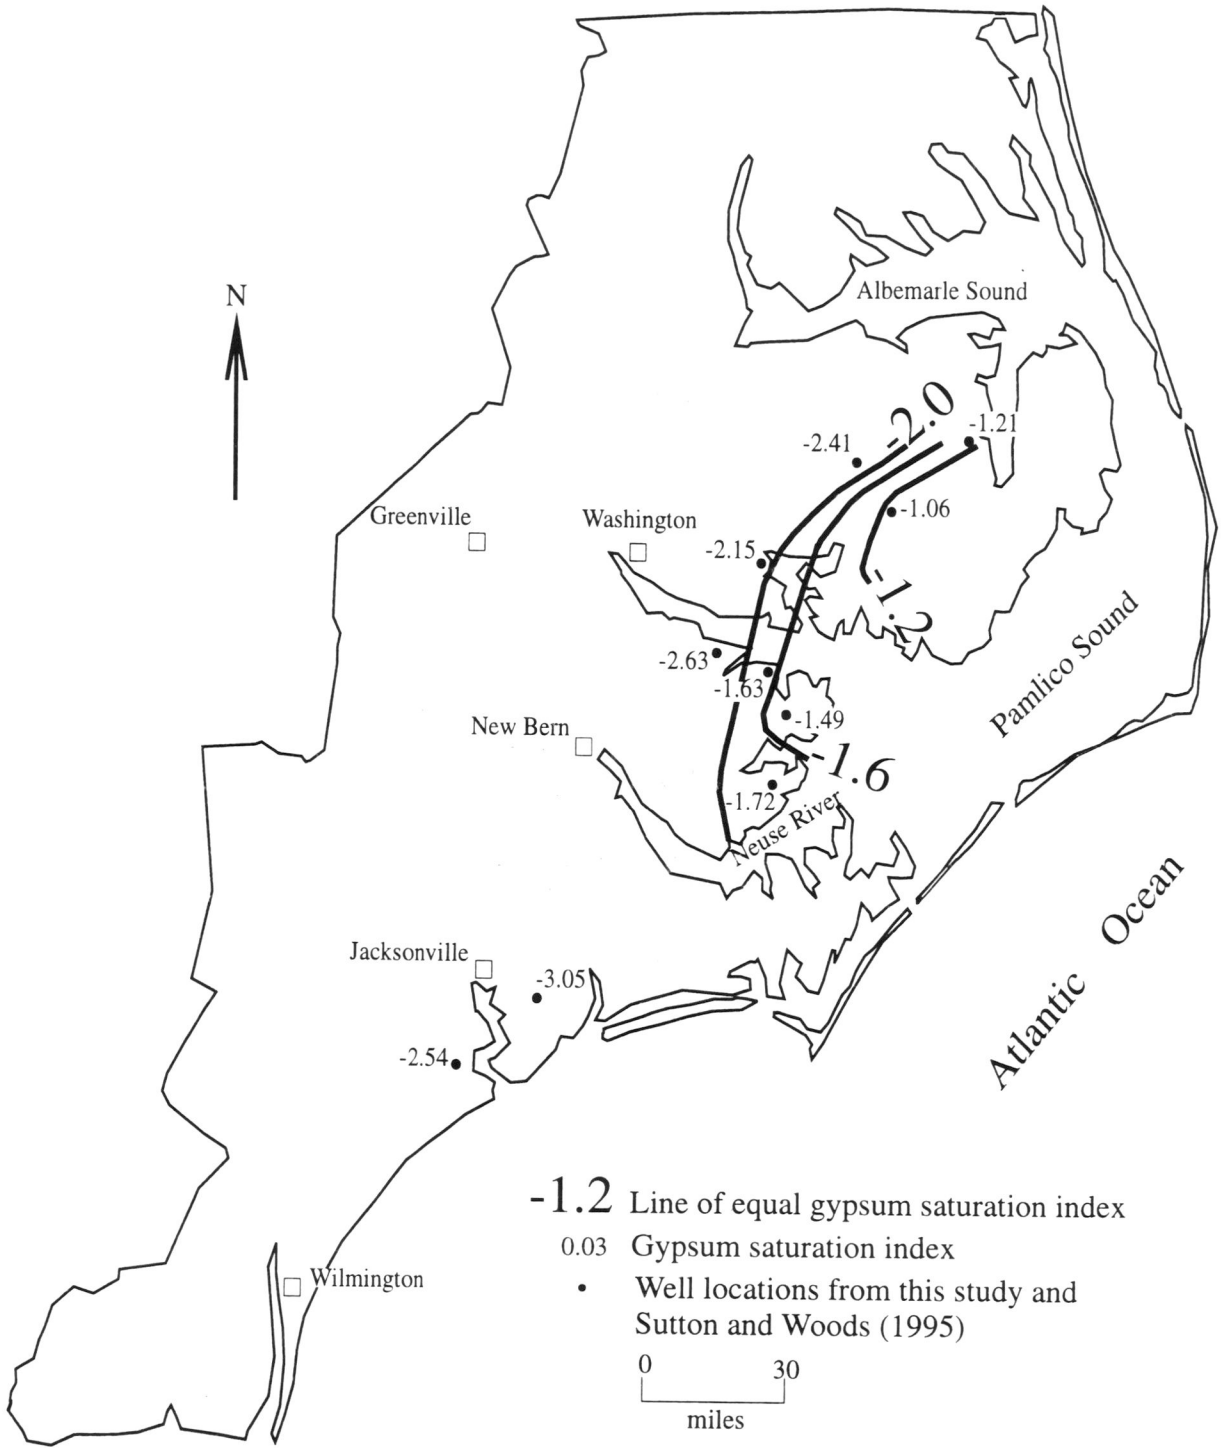 N
Albemarle Sound
-2.0
-1.21
-2.41
-1.06
Greenville
Washington
-2.15
-1.2
Pamlico Sound
-2.63
-1.63
-1.49
New Bern
-1.6
-1.72
Neuse River
Atlantic Ocean
Jacksonville
-3.05
-2.54
-1.2 Line of equal gypsum saturation index
0.03 Gypsum saturation index
Well locations from this study and
Sutton and Woods (1995)
Wilmington
0 30
miles